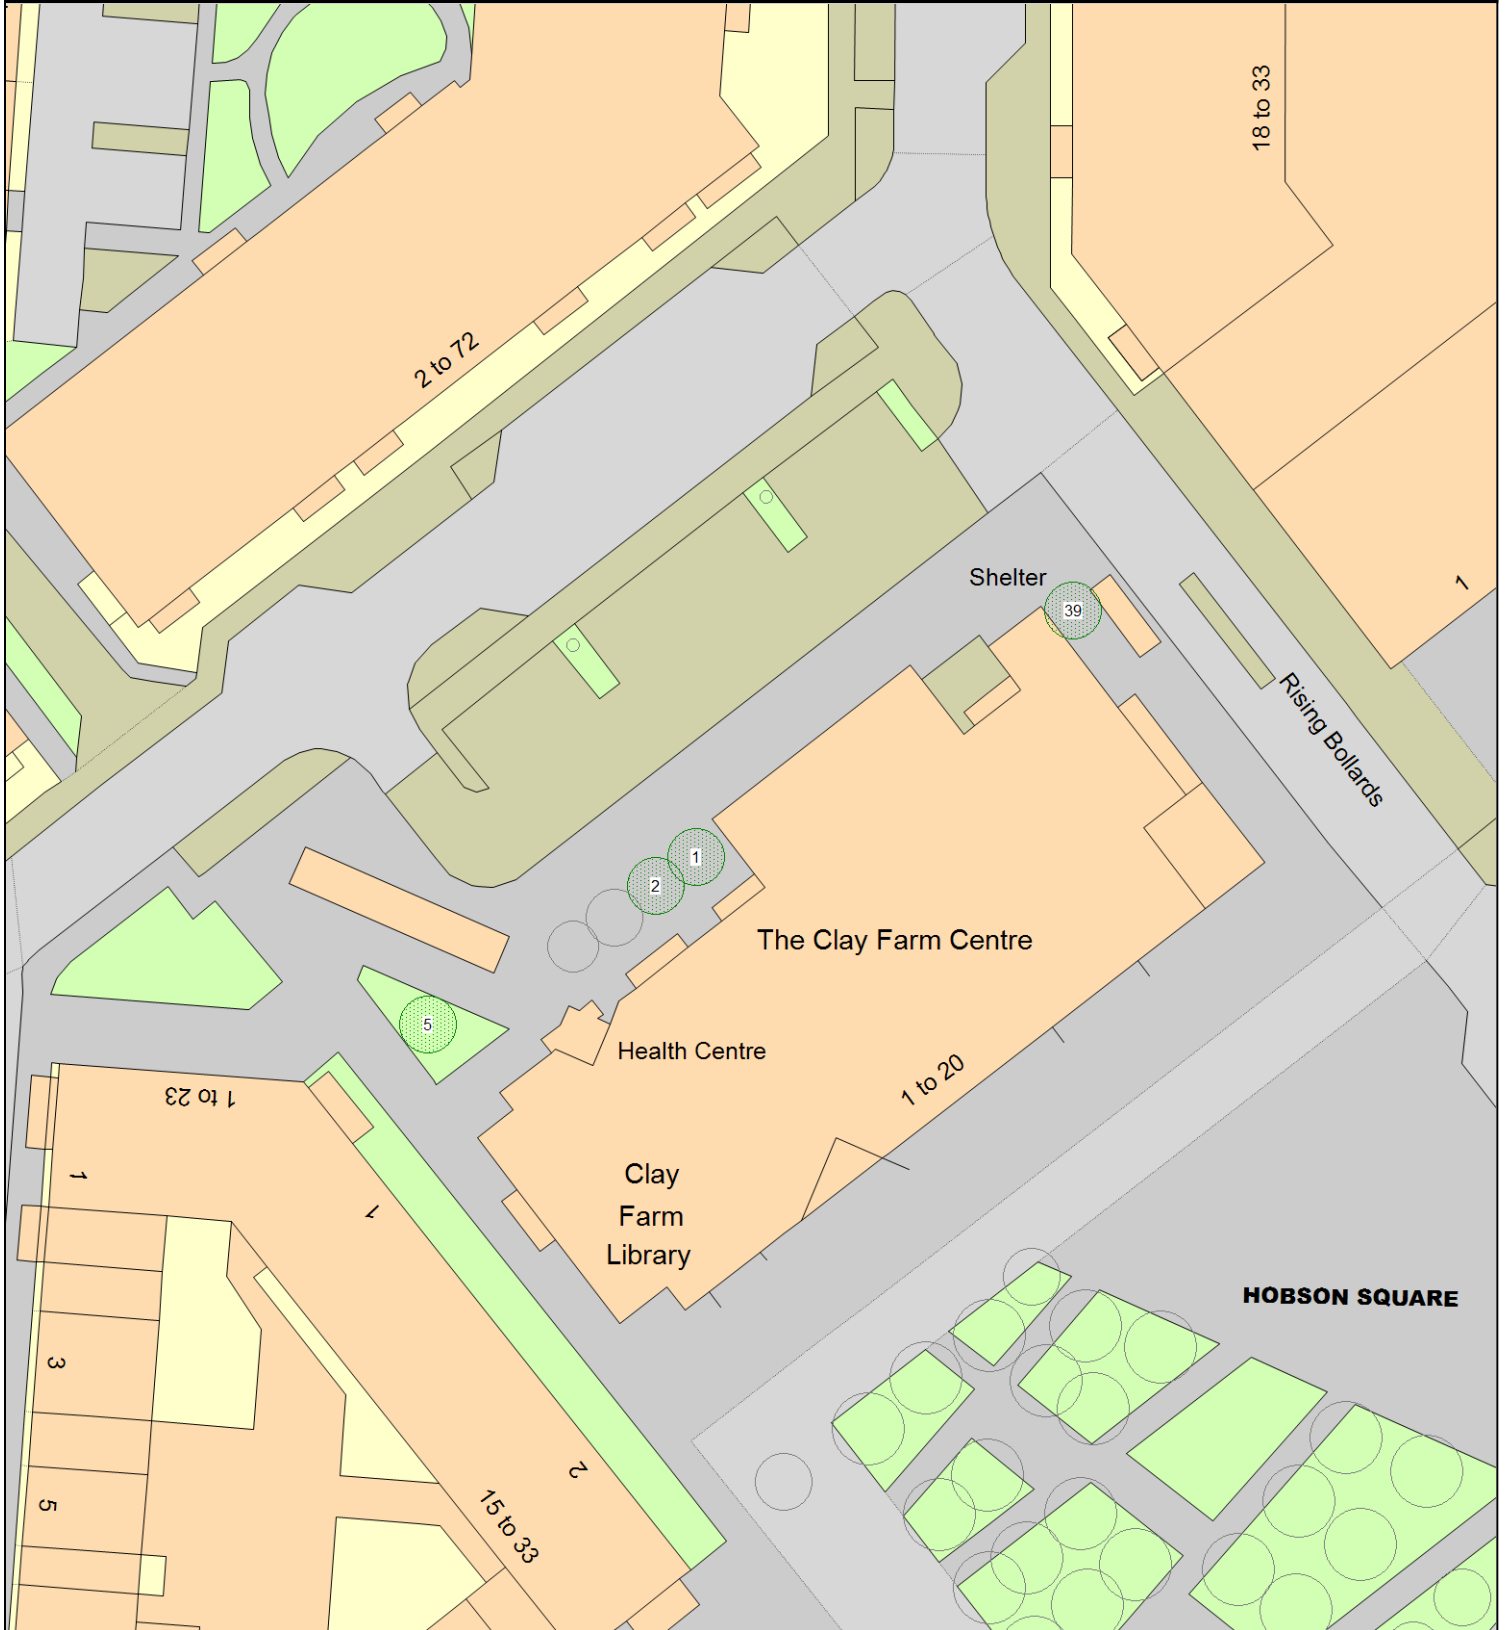 18 to 33
2 to 72
Shelter
39
1
Rising Bollards
1
2
The Clay Farm Centre
5
Health Centre
1 to 20
1 to 23
1
1
Clay
Farm
Library
HOBSON SQUARE
3
2
5
15 to 33